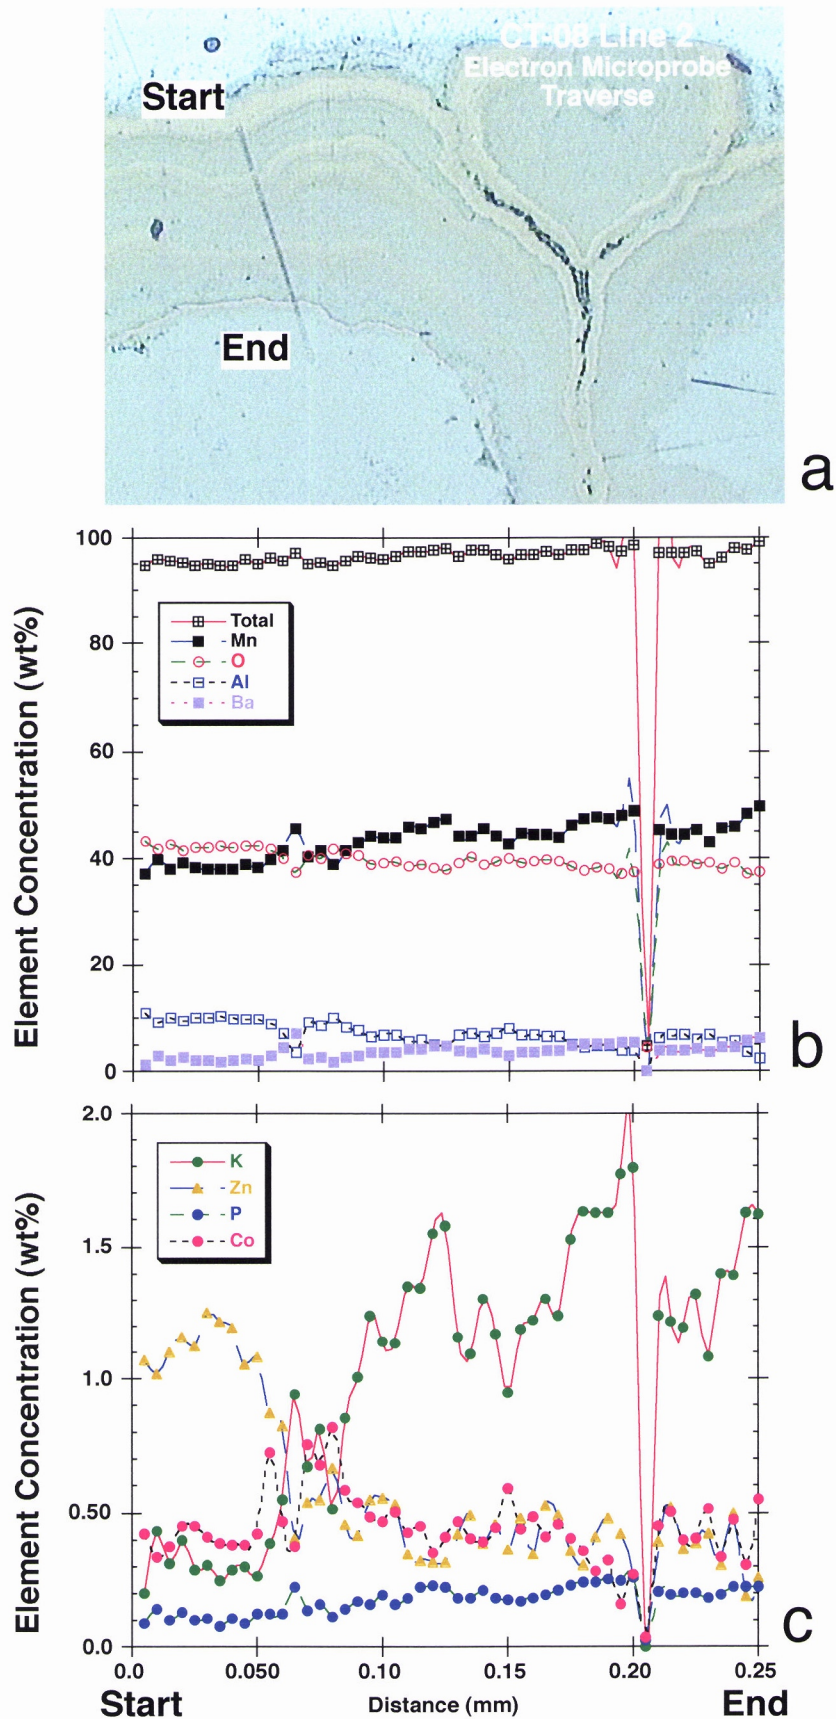 CT-08 Line 2
Electron Microprobe
Traverse
Start
End
a
Element Concentration (wt%)
100
80
60
40
20
0
Total
Mn
O
Al
Ba
b
Element Concentration (wt%)
2.0
1.5
1.0
0.50
0.0
K
Zn
P
Co
c
0.0 0.050 0.10 0.15 0.20 0.25
Start Distance (mm) End